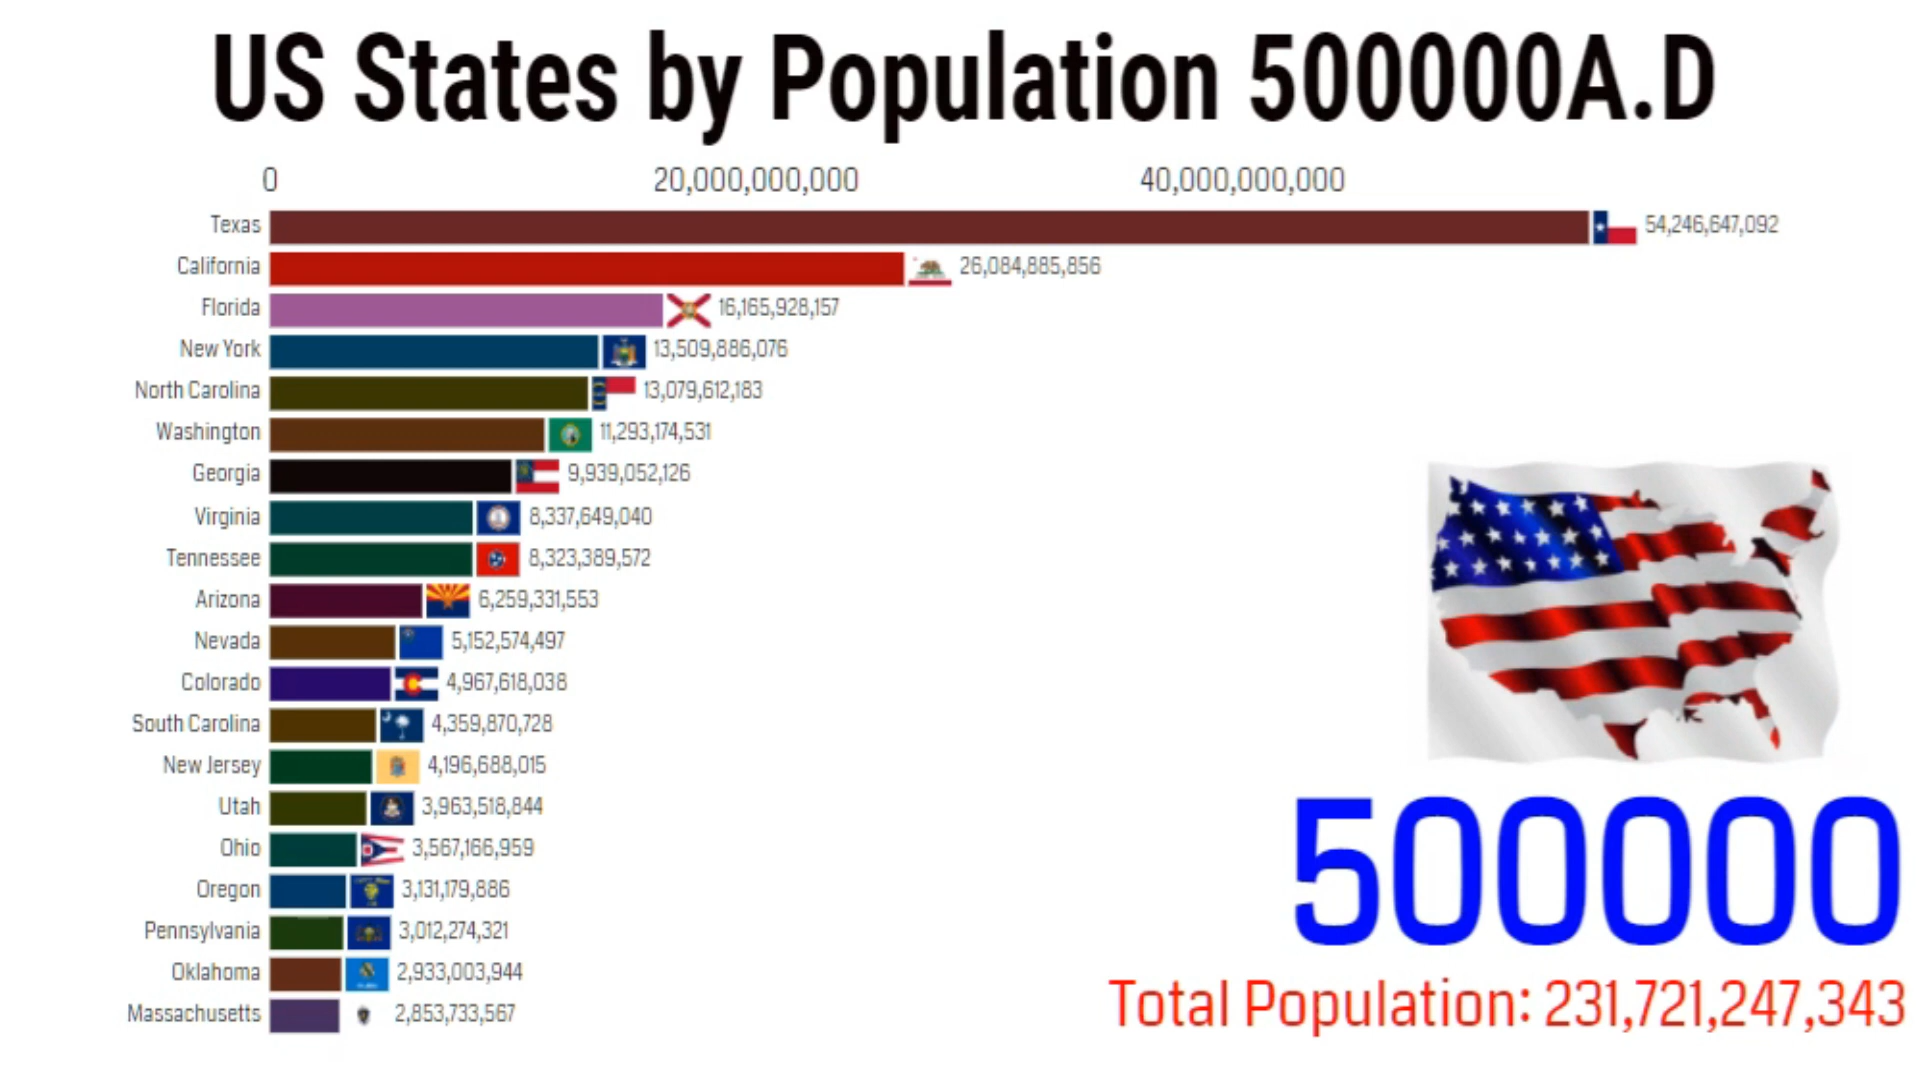 US States by Population 500000A.D
0 20,000,000,000 40,000,000,000
Texas 54,246,647,092
California 26,084,885,856
Florida 16,165,928,157
New York 13,509,886,076
North Carolina 13,079,612,183
Washington 11,293,174,531
Georgia 9,939,052,126
Virginia 8,337,649,040
Tennessee 8,323,389,572
Arizona 6,259,331,553
Nevada 5,152,574,497
Colorado 4,967,618,038
South Carolina 4,359,870,728
New Jersey 4,196,688,015
Utah 3,963,518,844
Ohio 3,567,166,959
Oregon 3,131,179,886
Pennsylvania 3,012,274,321
Oklahoma 2,933,003,944
Massachusetts 2,853,733,567
500000
Total Population: 231,721,247,343